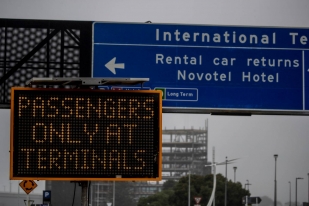 International Te
Rental car returns
Novotel Hotel
Long Term
PASSENGERS
ONLY AT
TERMINALS